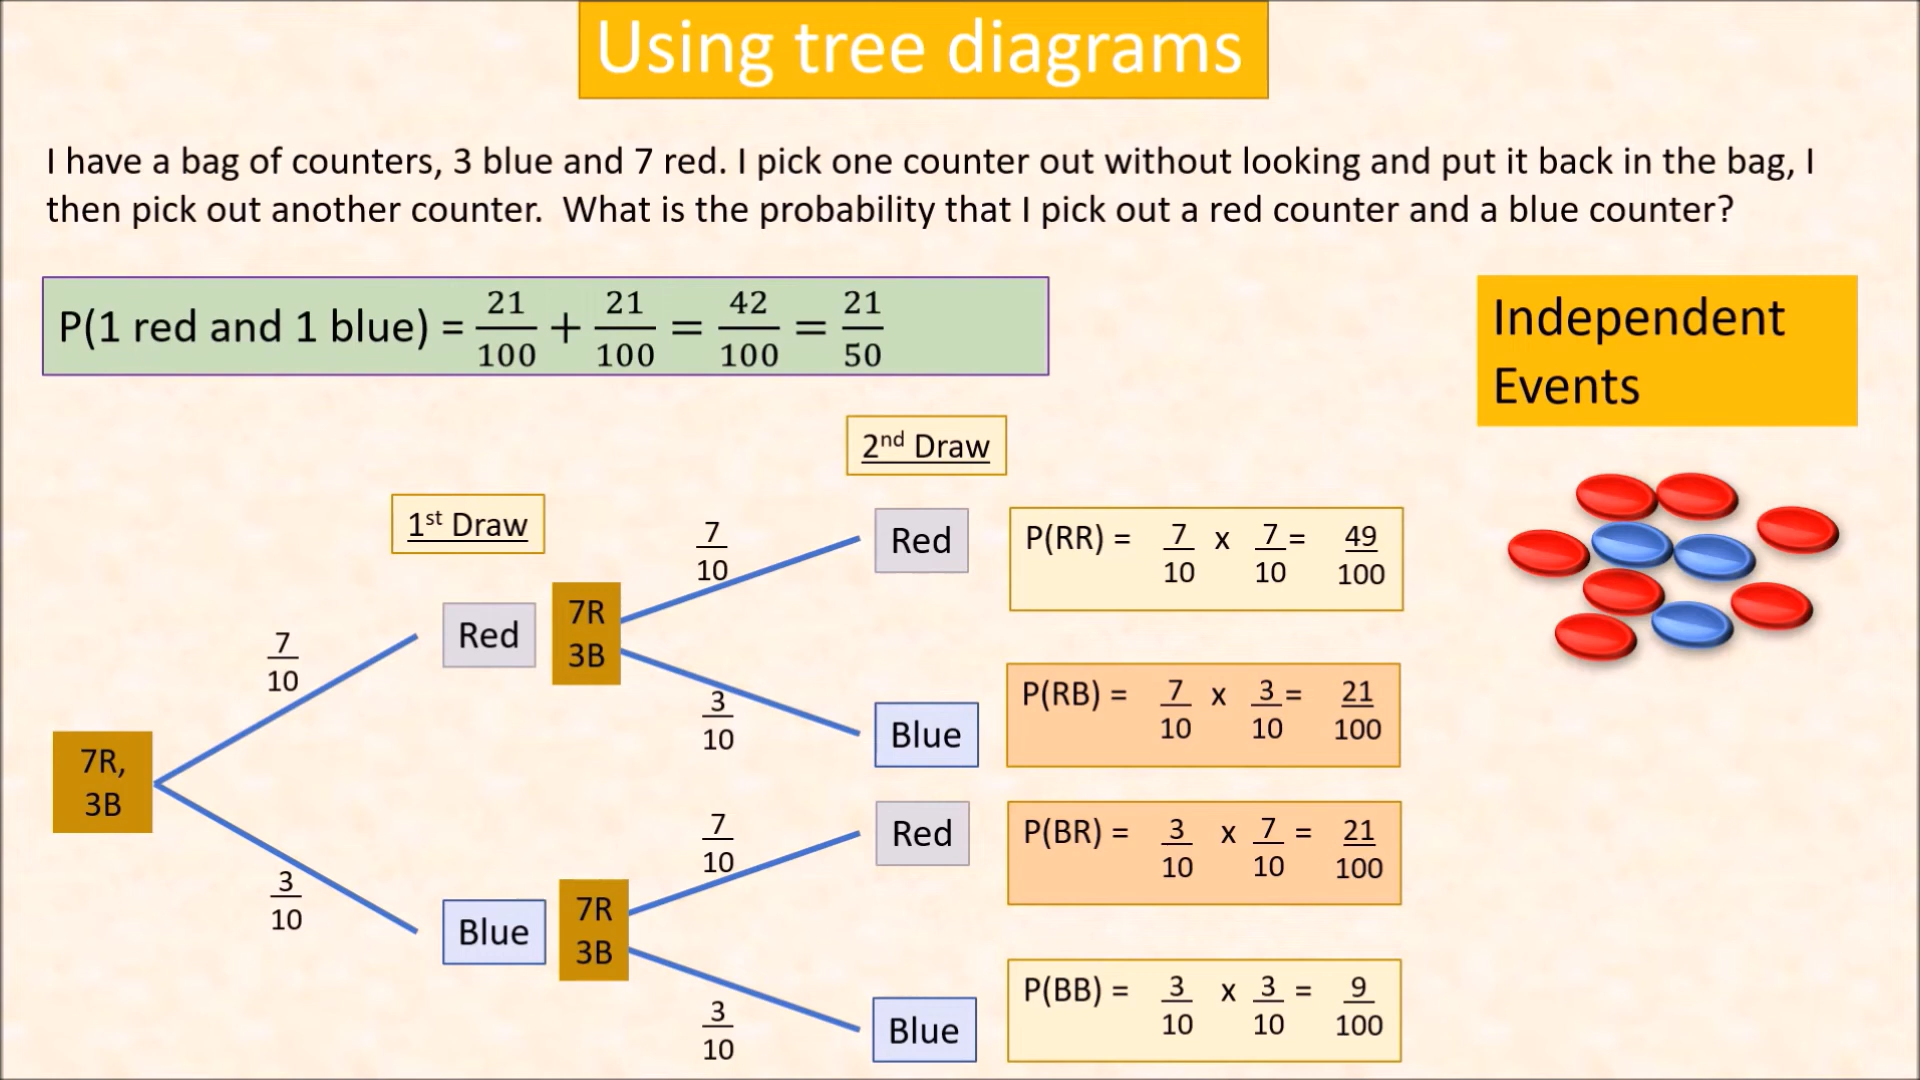 Using tree diagrams
I have a bag of counters, 3 blue and 7 red. I pick one counter out without looking and put it back in the bag, I
then pick out another counter.  What is the probability that I pick out a red counter and a blue counter?
P(1 red and 1 blue) = 21/100 + 21/100 = 42/100 = 21/50
Independent
Events
2nd Draw
1st Draw
7/10
Red
P(RR) = 7/10 x 7/10 = 49/100
7/10
Red
7R
3B
3/10
Blue
P(RB) = 7/10 x 3/10 = 21/100
7R,
3B
7/10
Red
P(BR) = 3/10 x 7/10 = 21/100
3/10
Blue
7R
3B
3/10
Blue
P(BB) = 3/10 x 3/10 = 9/100